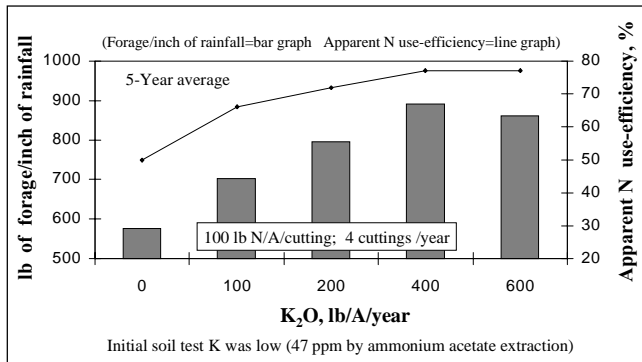 (Forage/inch of rainfall=bar graph Apparent N use-efficiency=line graph)
5-Year average
lb of forage/inch of rainfall
1000
900
800
700
600
500
Apparent N use-efficiency, %
80
70
60
50
40
30
20
100 lb N/A/cutting; 4 cuttings /year
0 100 200 400 600
K₂O, lb/A/year
Initial soil test K was low (47 ppm by ammonium acetate extraction)